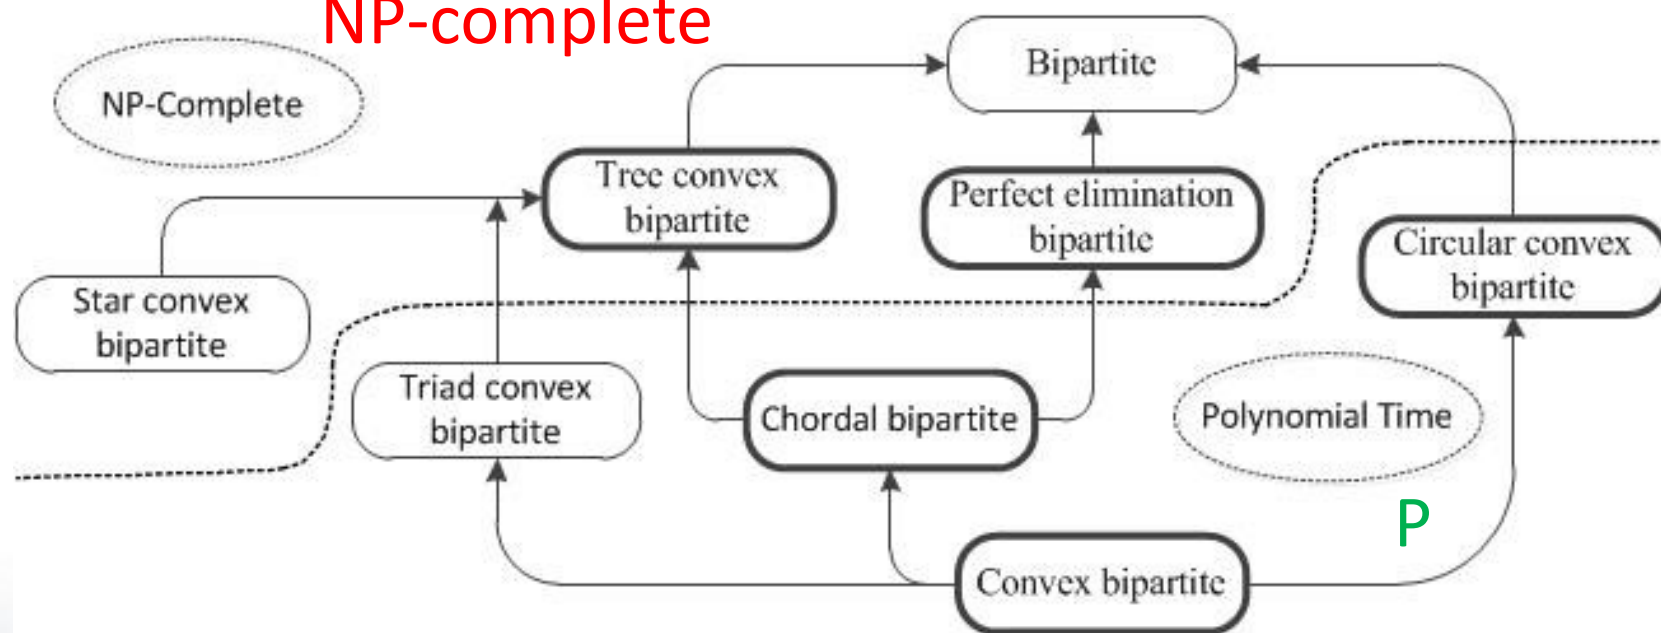 NP-complete
NP-Complete
Bipartite
Tree convex
bipartite
Perfect elimination
bipartite
Circular convex
bipartite
Star convex
bipartite
Triad convex
bipartite
Chordal bipartite
Polynomial Time
P
Convex bipartite